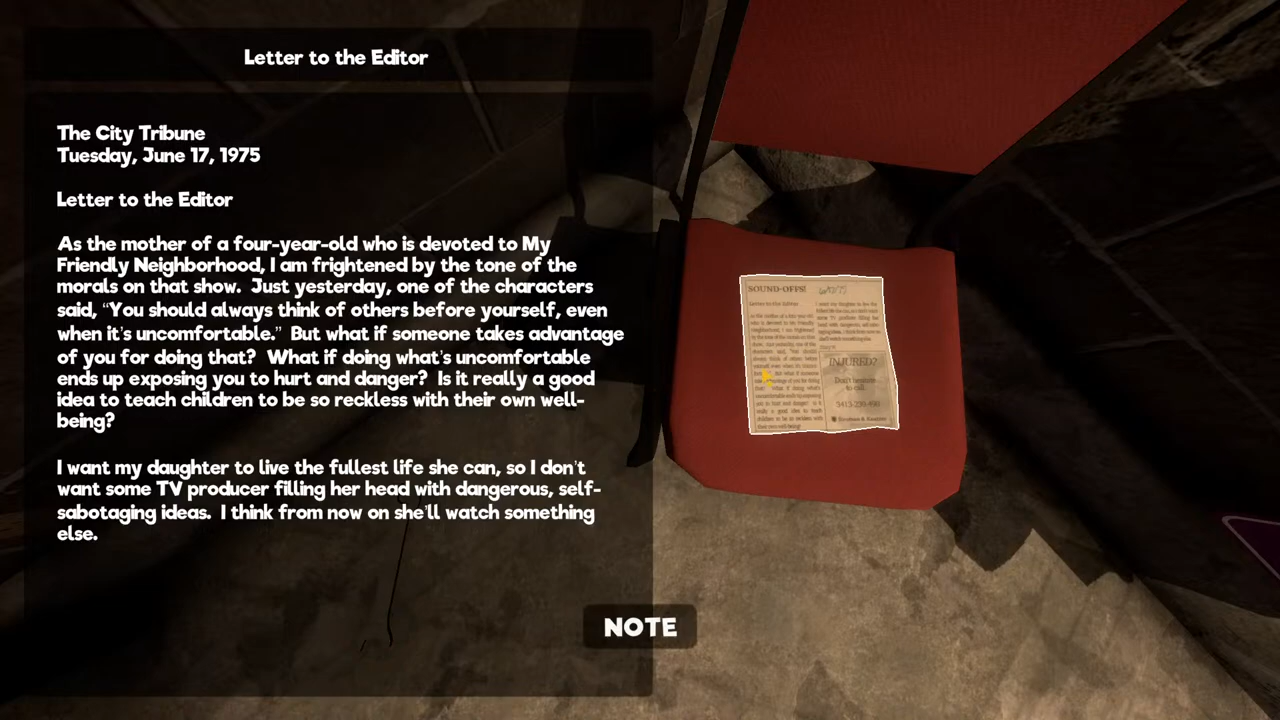 Letter to the Editor
The City Tribune
Tuesday, June 17, 1975
Letter to the Editor
As the mother of a four-year-old who is devoted to My
Friendly Neighborhood, I am frightened by the tone of the
morals on that show.  Just yesterday, one of the characters
said, “You should always think of others before yourself, even
when it's uncomfortable.”  But what if someone takes advantage
of you for doing that?  What if doing what's uncomfortable
ends up exposing you to hurt and danger?  Is it really a good
idea to teach children to be so reckless with their own well-
being?
I want my daughter to live the fullest life she can, so I don't
want some TV producer filling her head with dangerous, self-
sabotaging ideas.  I think from now on she'll watch something
else.
NOTE
SOUND-OFFS!
INJURED?
Don't hesitate
to call.